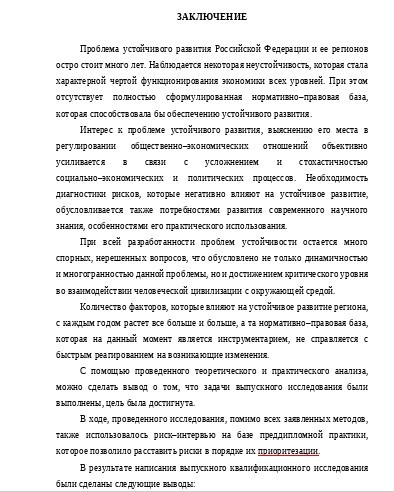 ЗАКЛЮЧЕНИЕ
Проблема устойчивого развития Российской Федерации и ее регионов
остро стоит много лет. Наблюдается некоторая неустойчивость, которая стала
характерной чертой функционирования экономики всех уровней. При этом
отсутствует полностью сформулированная нормативно–правовая база,
которая способствовала бы обеспечению устойчивого развития.
Интерес к проблеме устойчивого развития, выяснению его места в
регулировании общественно–экономических отношений объективно
усиливается в связи с усложнением и стохастичностью
социально–экономических и политических процессов. Необходимость
диагностики рисков, которые негативно влияют на устойчивое развитие,
обусловливается также потребностями развития современного научного
знания, особенностями его практического использования.
При всей разработанности проблем устойчивости остается много
спорных, нерешенных вопросов, что обусловлено не только динамичностью
и многогранностью данной проблемы, но и достижением критического уровня
во взаимодействии человеческой цивилизации с окружающей средой.
Количество факторов, которые влияют на устойчивое развитие региона,
с каждым годом растет все больше и больше, а та нормативно–правовая база,
которая на данный момент является инструментарием, не справляется с
быстрым реагированием на возникающие изменения.
С помощью проведенного теоретического и практического анализа,
можно сделать вывод о том, что задачи выпускного исследования были
выполнены, цель была достигнута.
В ходе, проведенного исследования, помимо всех заявленных методов,
также использовалось риск–интервью на базе преддипломной практики,
которое позволило расставить риски в порядке их приоритезации.
В результате написания выпускного квалификационного исследования
были сделаны следующие выводы: